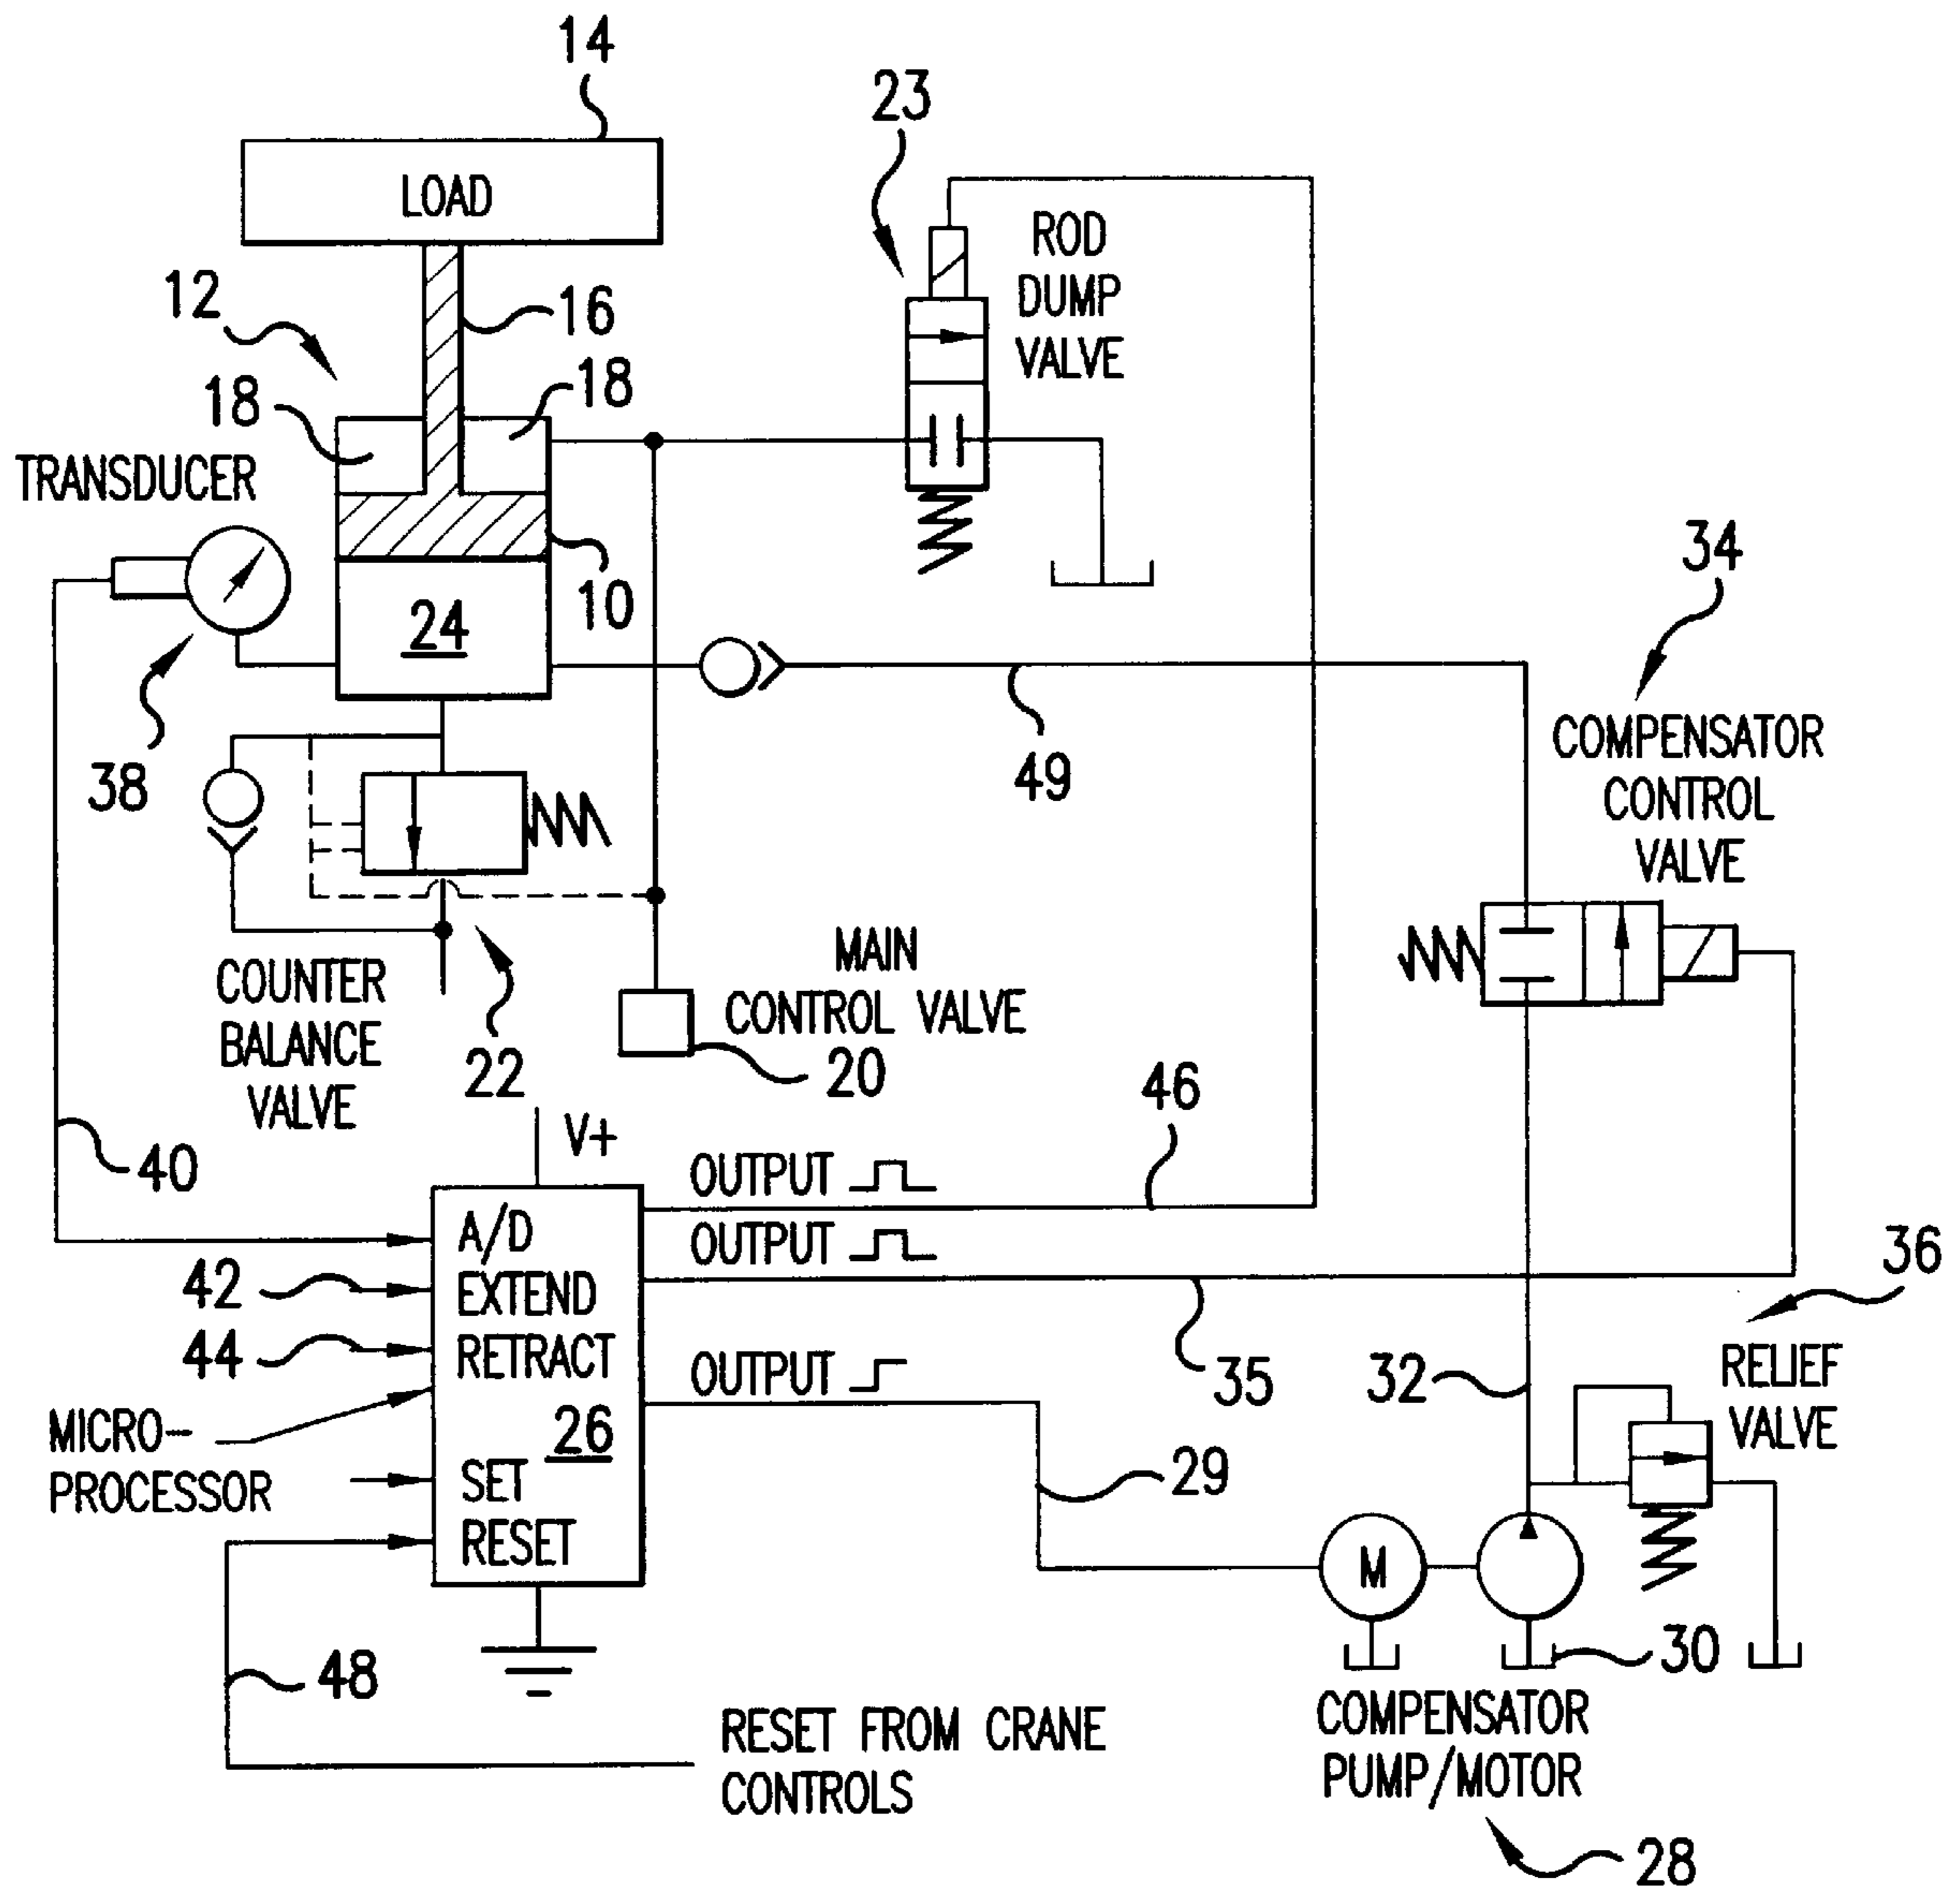 14
LOAD
23
ROD
DUMP
VALVE
12
16
18
18
TRANSDUCER
10
24
34
38
49
COMPENSATOR
CONTROL
VALVE
COUNTER
BALANCE
VALVE
22
MAIN
CONTROL VALVE
20
40
V+
46
OUTPUT
OUTPUT
A/D
42
EXTEND
44
RETRACT
OUTPUT
35
32
36
RELIEF
VALVE
MICRO-
PROCESSOR
26
SET
RESET
29
M
30
48
RESET FROM CRANE
CONTROLS
COMPENSATOR
PUMP/MOTOR
28